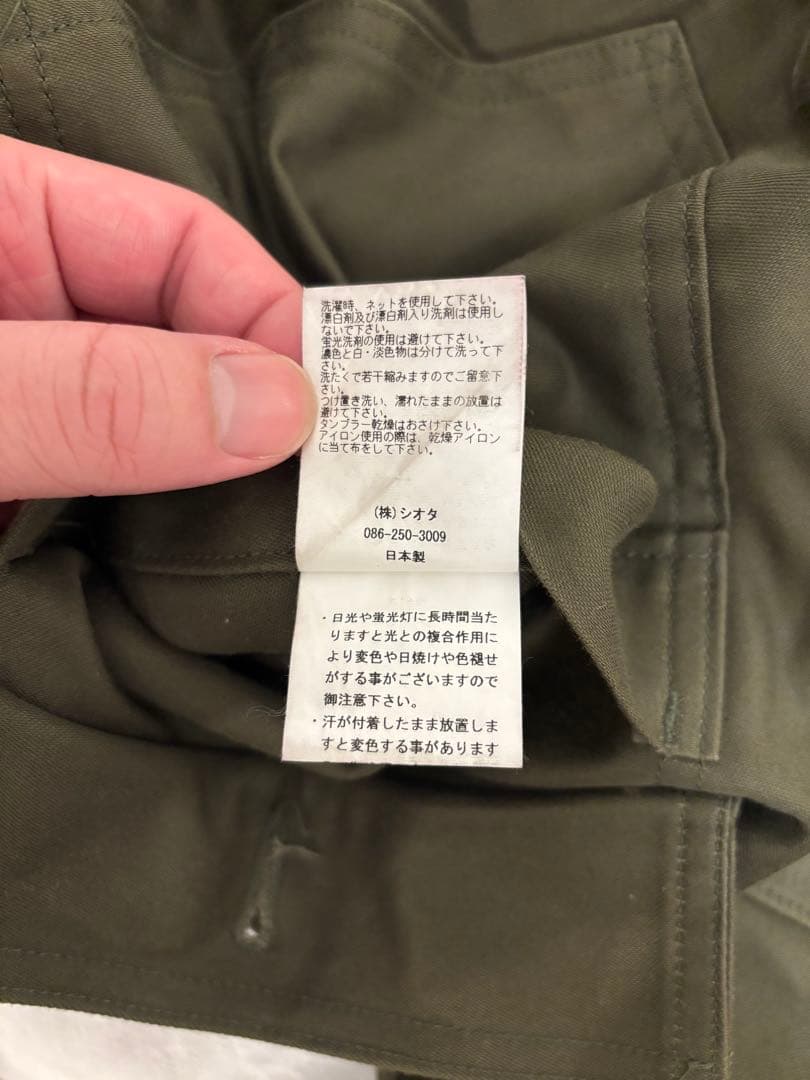 洗濯時、ネットを使用して下さい。
漂白剤及び漂白剤入り洗剤は使用し
ないで下さい。
蛍光洗剤の使用は避けて下さい。
濃色と白・淡色物は分けて洗って下
さい。
洗たくで若干縮みますのでご留意下
さい。
つけ置き洗い、濡れたままの放置は
避けて下さい。
タンブラー乾燥はおさけ下さい。
アイロン使用の際は、乾燥アイロン
に当て布をして下さい。
(株)シオタ
086-250-3009
日本製
・日光や蛍光灯に長時間当た
りますと光との複合作用に
より変色や日焼けや色褪せ
がする事がございますので
御注意下さい。
・汗が付着したまま放置しま
すと変色する事があります